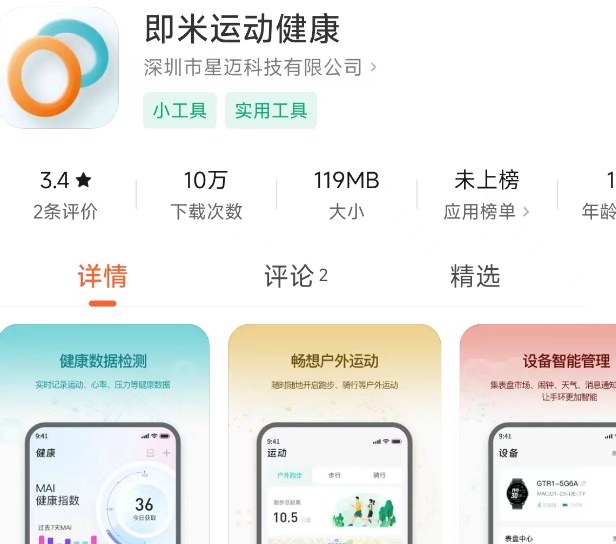 即米运动健康
深圳市星迈科技有限公司
小工具 实用工具
3.4★ 10万 119MB 未上榜 1
2条评价 下载次数 大小 应用榜单 年龄
详情 评论2 精选
健康数据检测
实时记录运动、心率、压力等健康数据
9:41
健康
MAI
健康指数
36
今日获取
过去7天MAI
畅想户外运动
随时随地开启跑步、骑行等户外运动
9:41
运动
户外跑步 步行 骑行
跑步总距离
10.5 公里
设备智能管理
集表盘市场、闹钟、天气、消息通知
让手环更加智能
9:41
设备
GTR1-5G6A
表盘中心